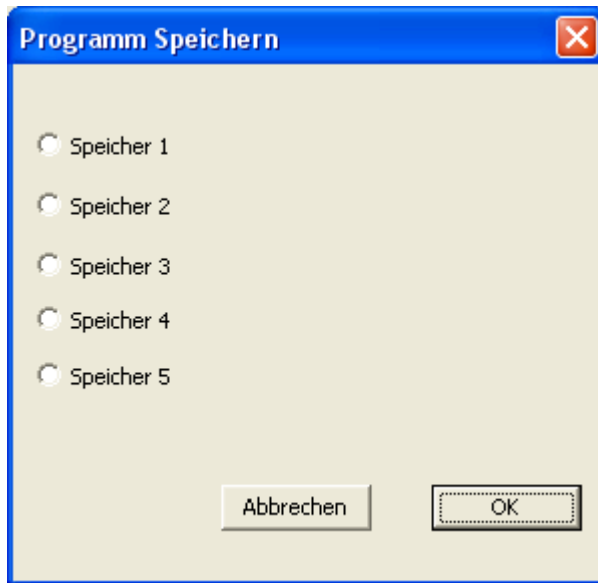 Programm Speichern
Speicher 1
Speicher 2
Speicher 3
Speicher 4
Speicher 5
Abbrechen OK